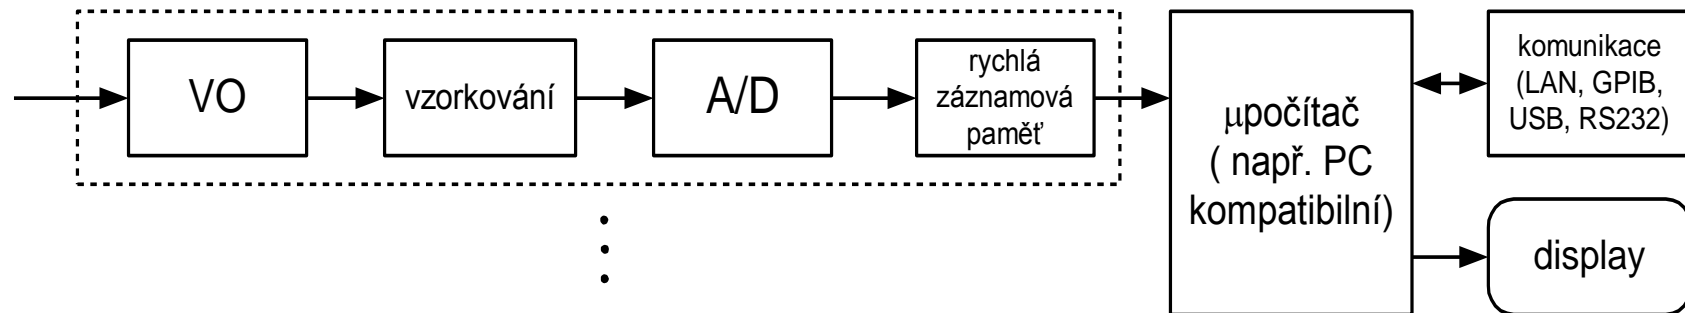 VO
vzorkování
A/D
rychlá
záznamová
paměť
μpočítač
( např. PC
kompatibilní)
komunikace
(LAN, GPIB,
USB, RS232)
display